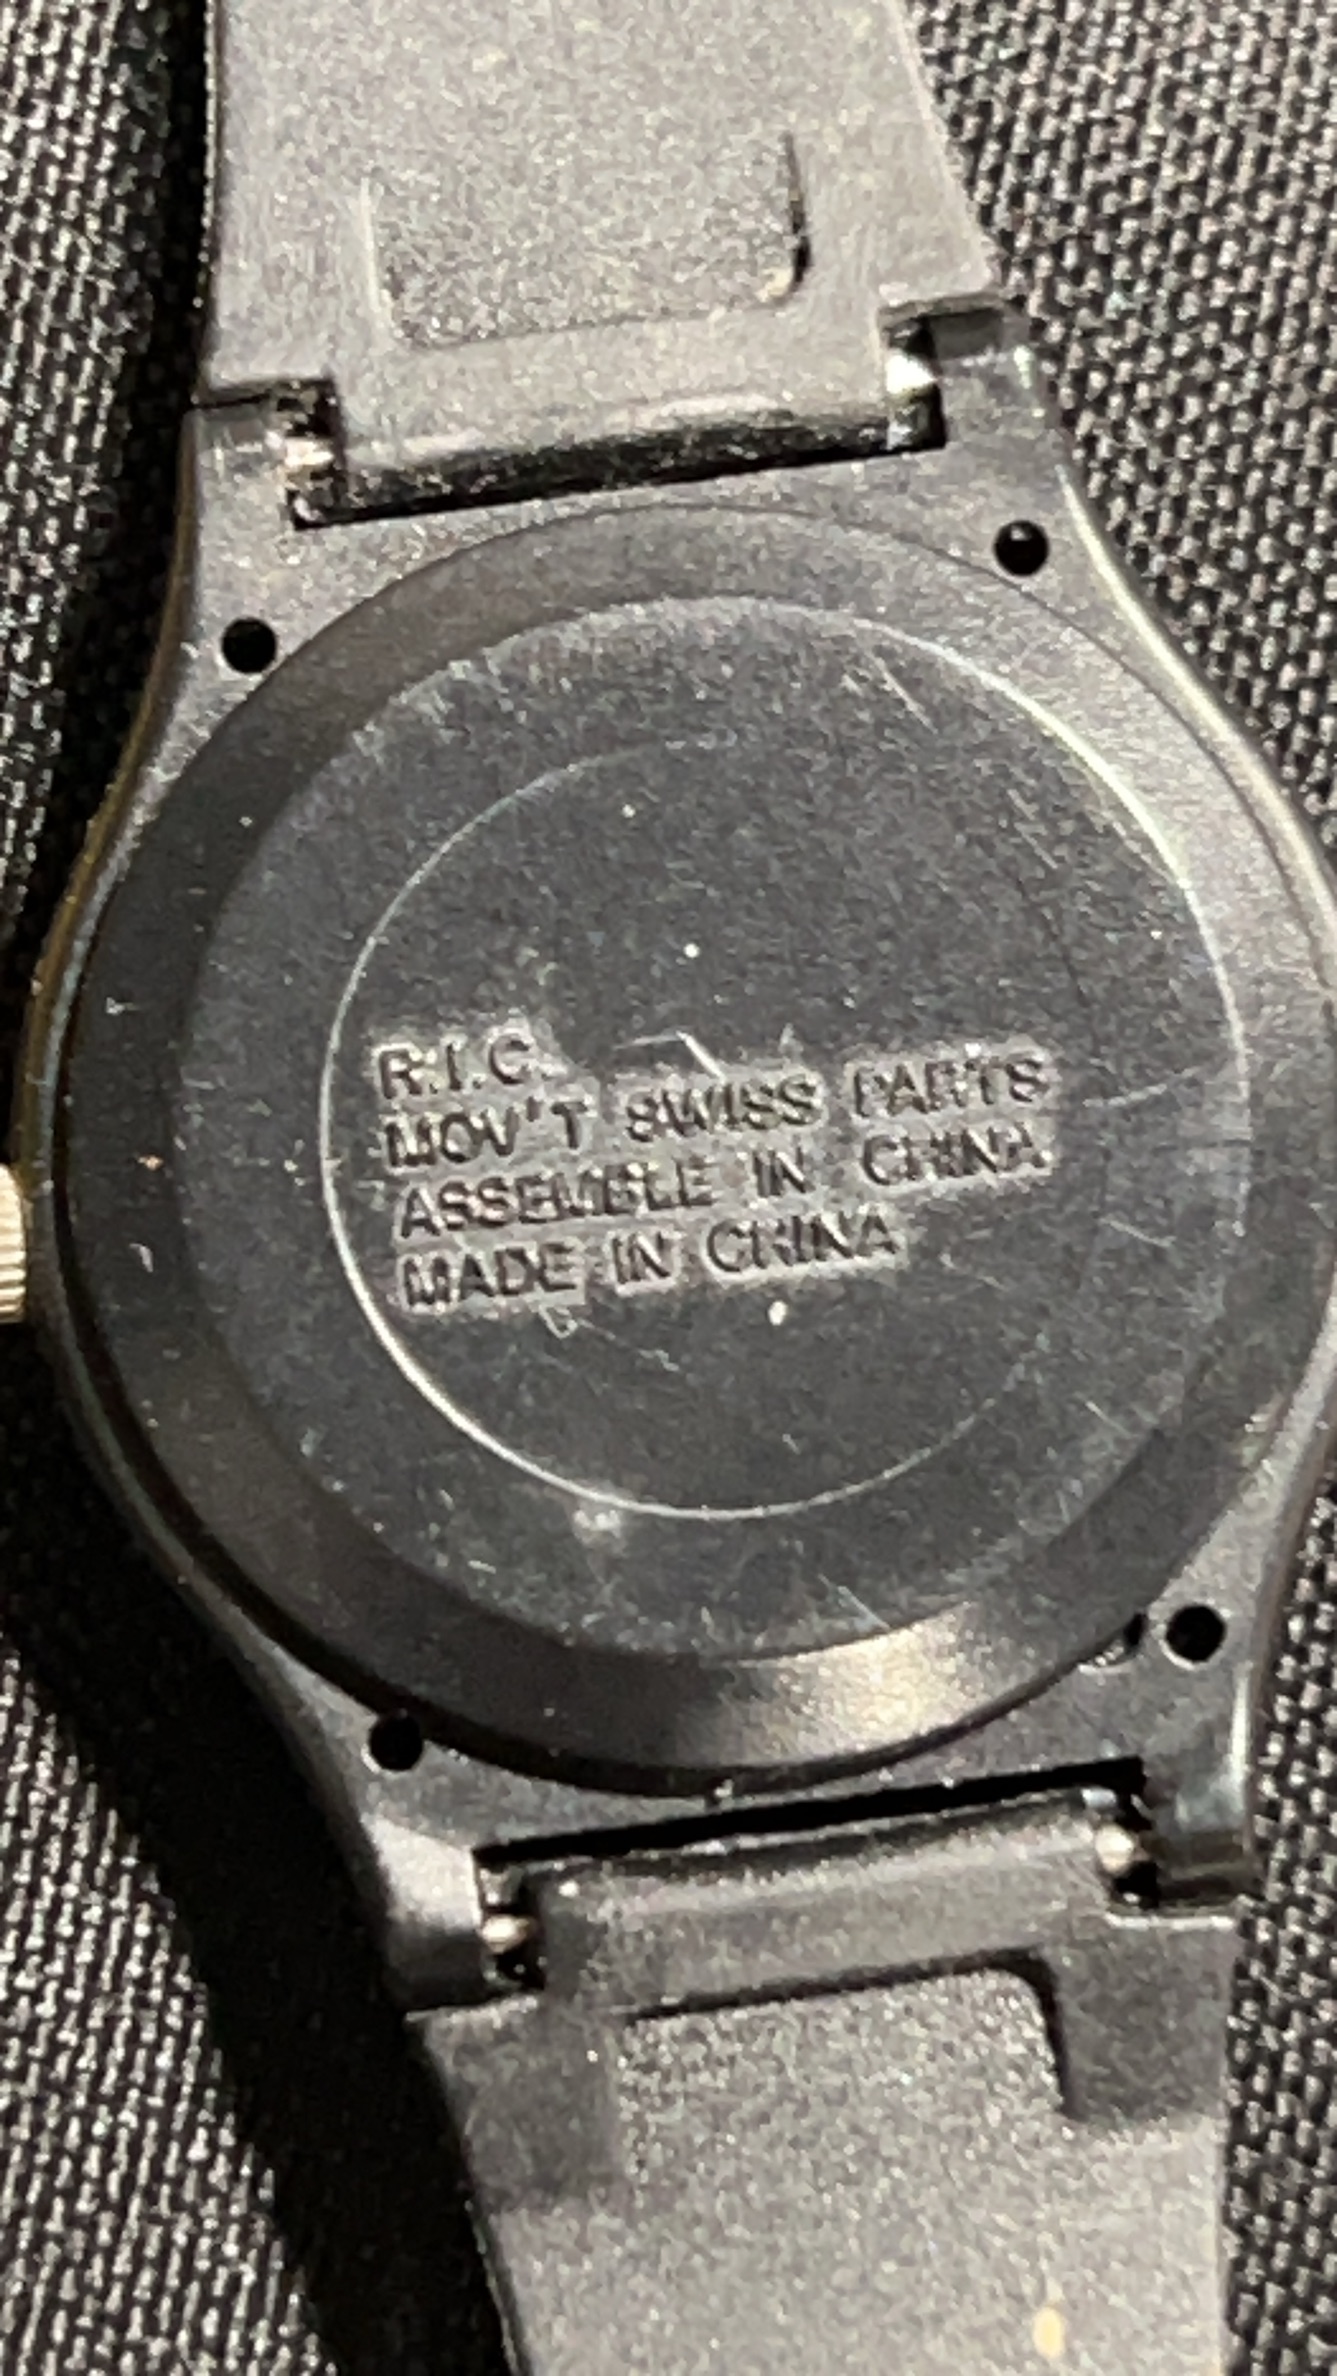 R.I.C.
MOV'T SWISS PARTS
ASSEMBLE IN CHINA
MADE IN CHINA